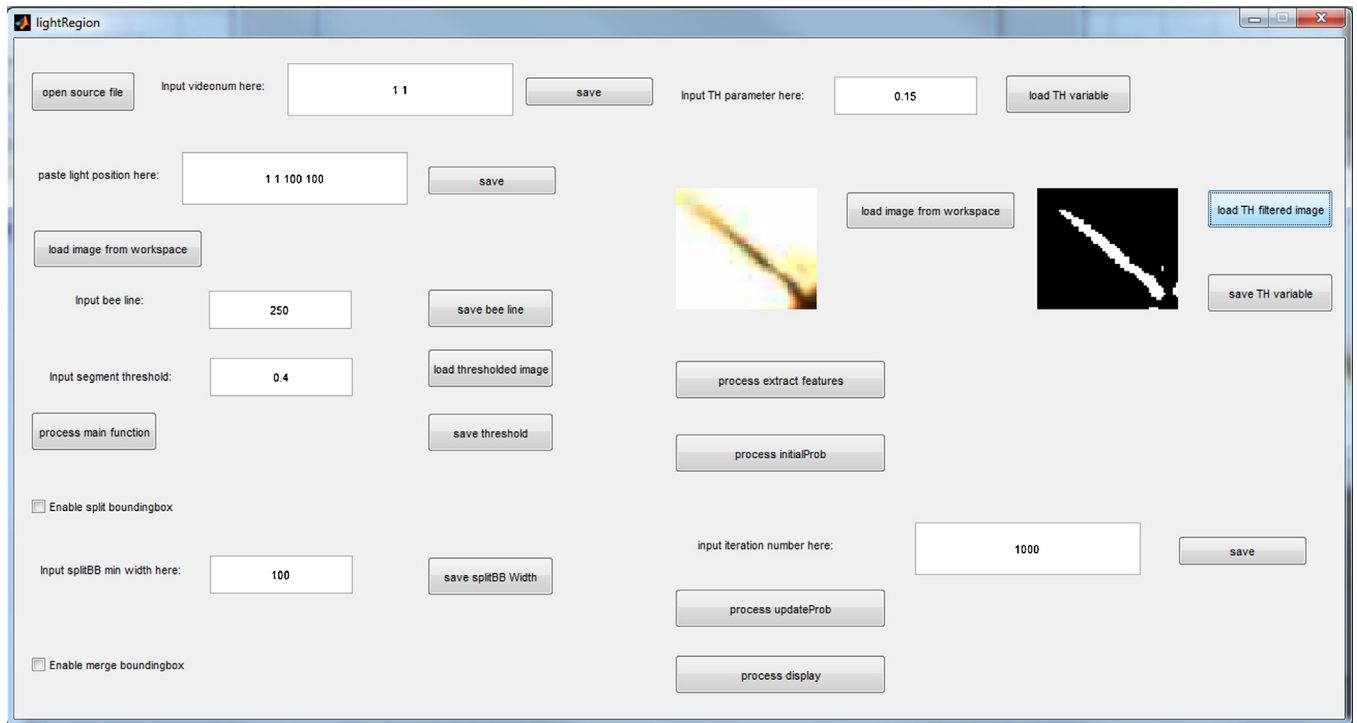 lightRegion
open source file
Input videonum here:
1 1
save
Input TH parameter here:
0.15
load TH variable
paste light position here:
1 1 100 100
save
load image from workspace
load TH filtered image
load image from workspace
Input bee line:
250
save bee line
save TH variable
Input segment threshold:
0.4
load thresholded image
process extract features
process main function
save threshold
process initialProb
Enable split boundingbox
input iteration number here:
1000
save
Input splitBB min width here:
100
save splitBB Width
process updateProb
Enable merge boundingbox
process display